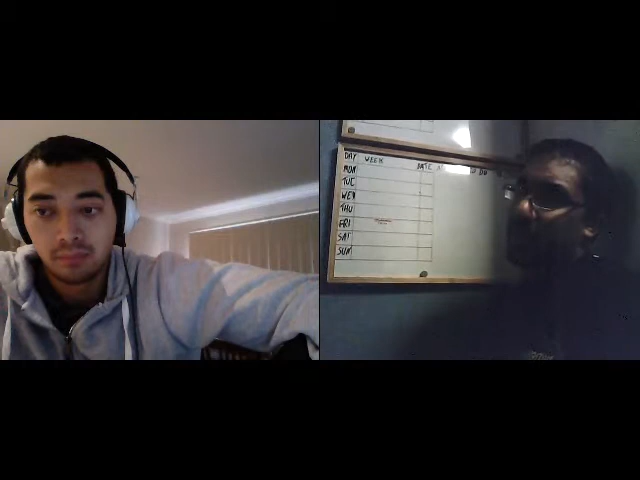 DAY WEEK DATE
MON
TUE
WED
THU
FRI
SAT
SUN